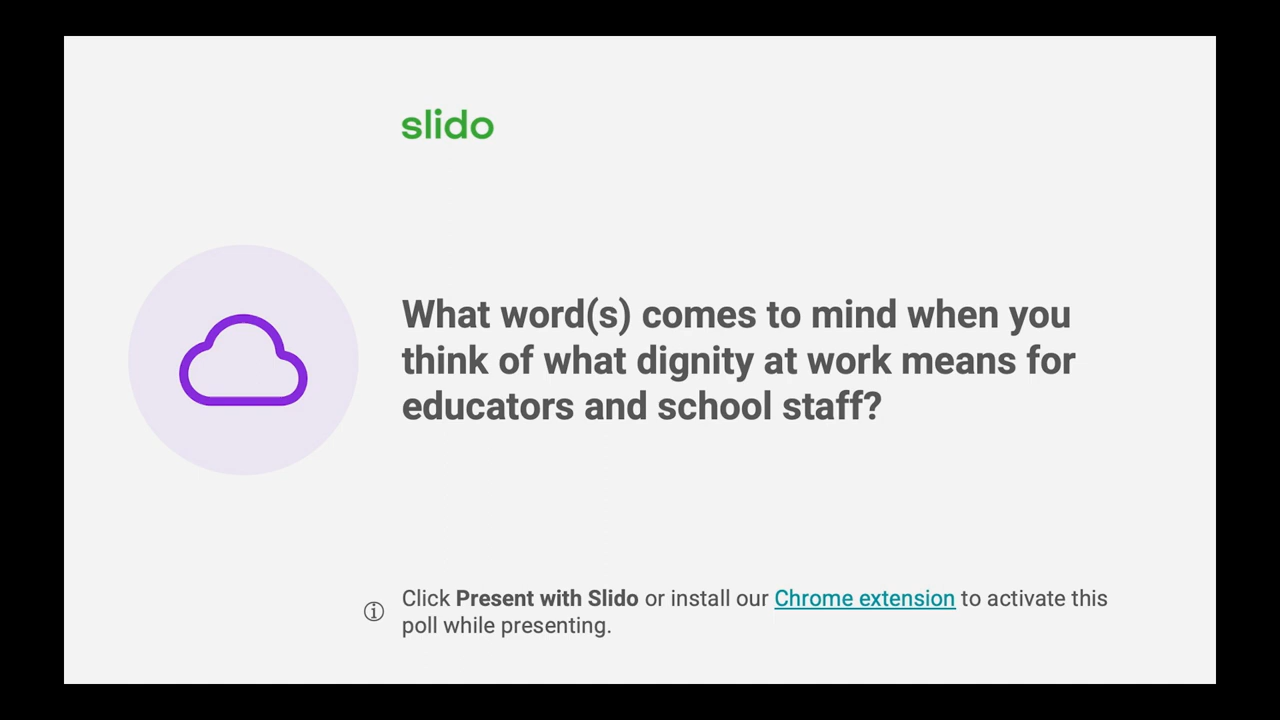 slido
What word(s) comes to mind when you
think of what dignity at work means for
educators and school staff?
Click Present with Slido or install our Chrome extension to activate this
poll while presenting.